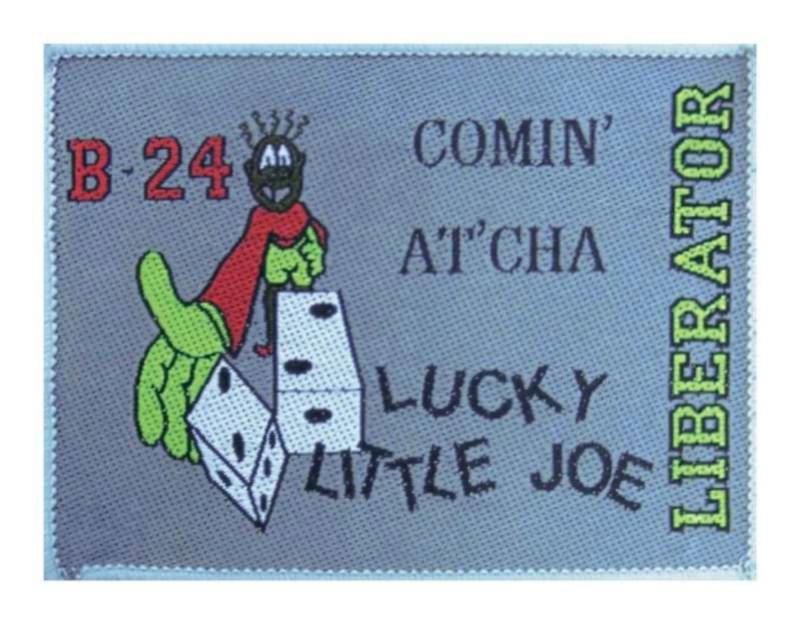 B-24
COMIN'
AT'CHA
LUCKY
LITTLE JOE
LIBERATOR